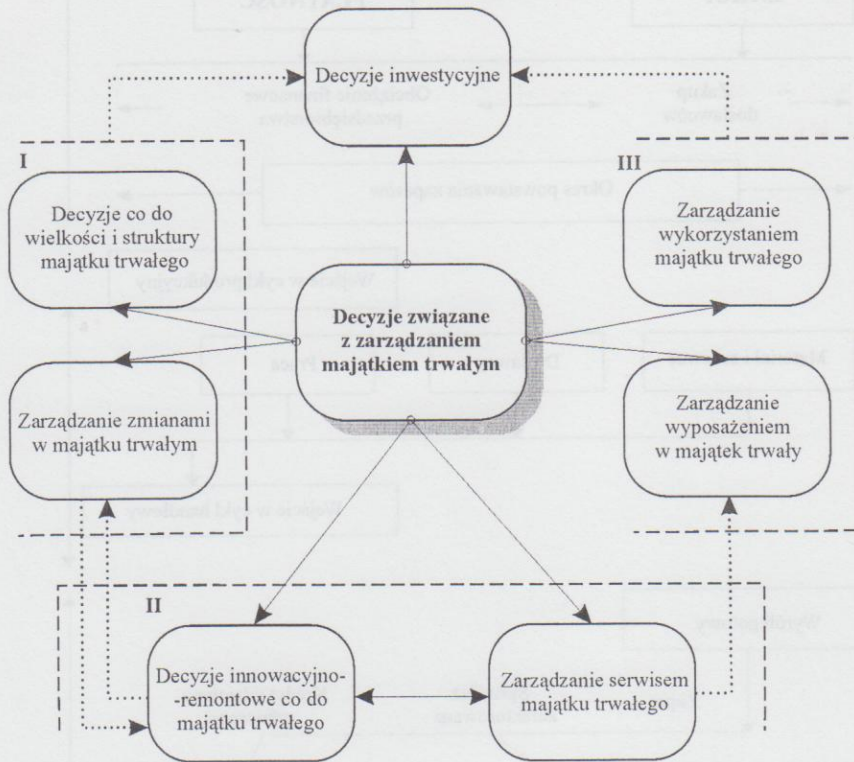 Decyzje inwestycyjne
I
III
Decyzje co do
wielkości i struktury
majątku trwałego
Zarządzanie
wykorzystaniem
majątku trwałego
Decyzje związane
z zarządzaniem
majątkiem trwałym
Zarządzanie zmianami
w majątku trwałym
Zarządzanie
wyposażeniem
w majątek trwały
II
Decyzje innowacyjno-
-remontowe co do
majątku trwałego
Zarządzanie serwisem
majątku trwałego